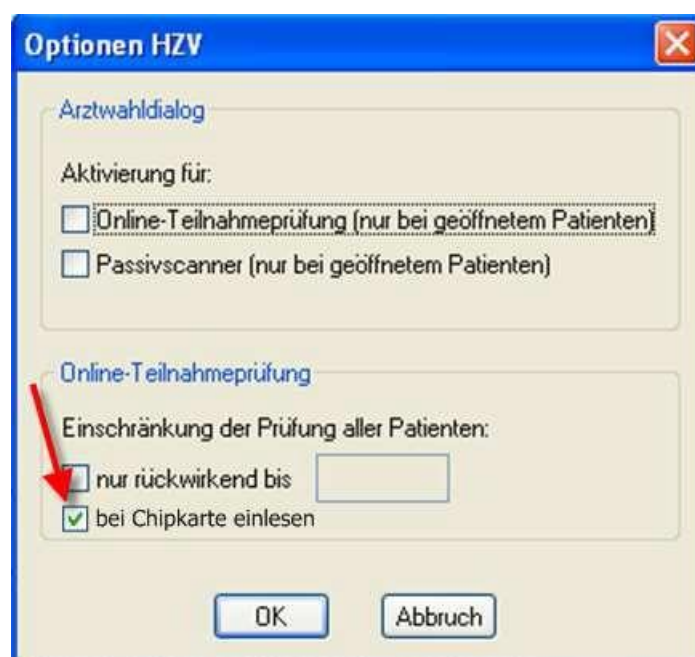 Optionen HZV
Arztwahldialog
Aktivierung für:
Online-Teilnahmeprüfung (nur bei geöffnetem Patienten)
Passivscanner (nur bei geöffnetem Patienten)
Online-Teilnahmeprüfung
Einschränkung der Prüfung aller Patienten:
nur rückwirkend bis
bei Chipkarte einlesen
OK Abbruch